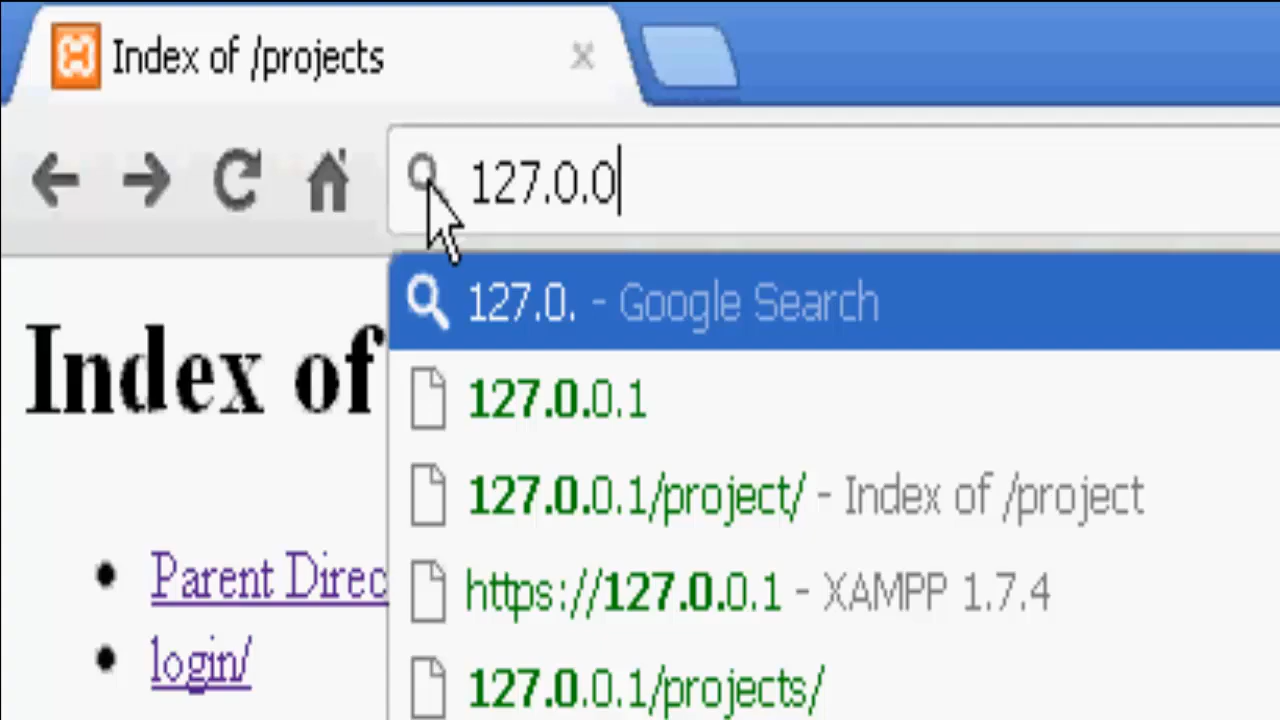 Index of /projects
127.0.0
127.0. - Google Search
127.0.0.1
127.0.0.1/project/ - Index of /project
https://127.0.0.1 - XAMPP 1.7.4
127.0.0.1/projects/
Index of
Parent Direc
login/